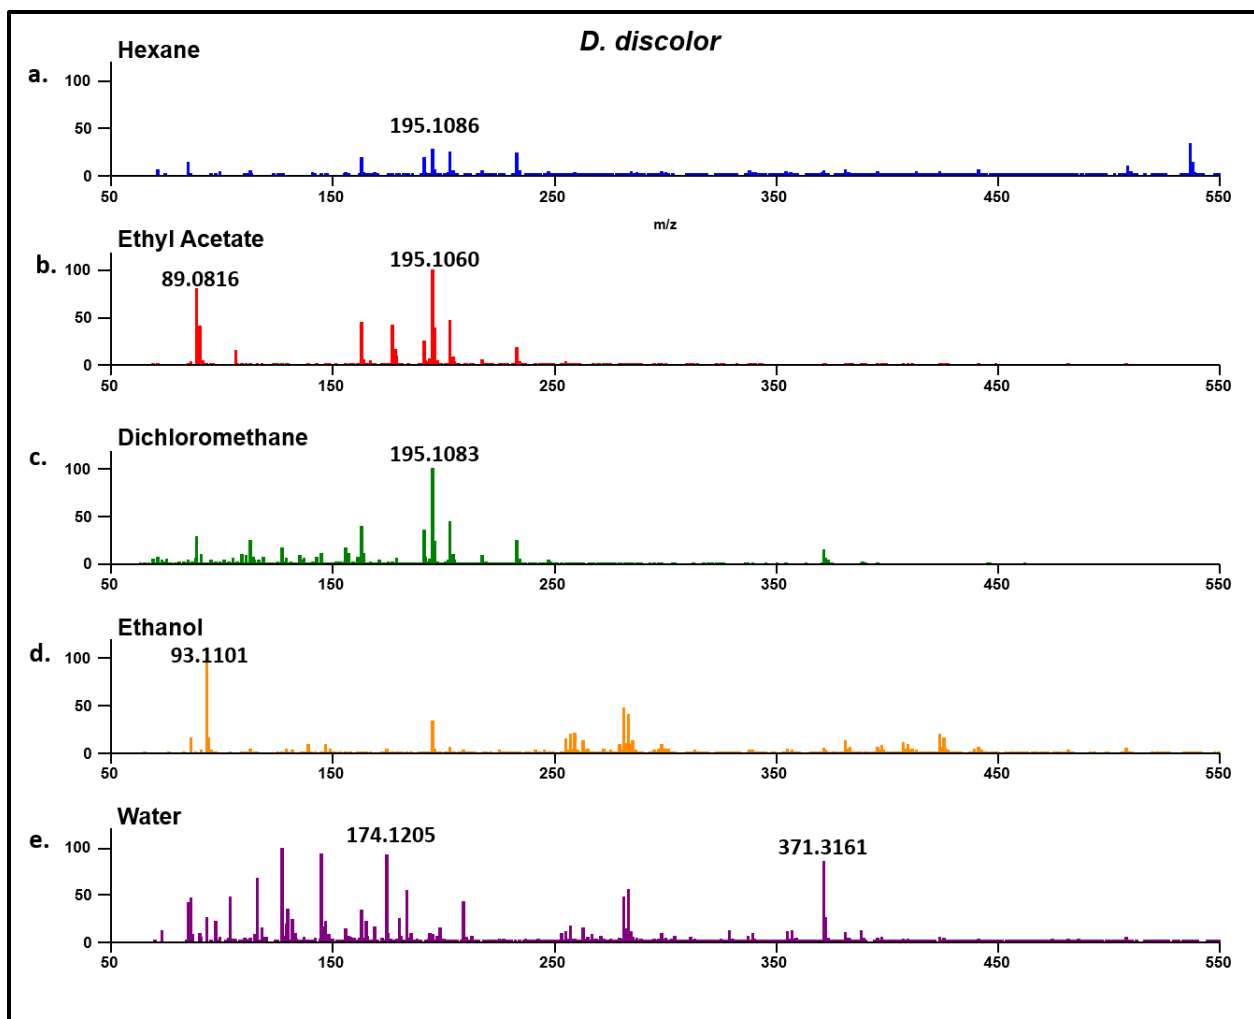 D. discolor
Hexane
a.
100
195.1086
50
0
50 150 250 350 450 550
m/z
Ethyl Acetate
b.
100
195.1060
89.0816
50
0
50 150 250 350 450 550
Dichloromethane
c.
100
195.1083
50
0
50 150 250 350 450 550
Ethanol
d.
100
93.1101
50
0
50 150 250 350 450 550
Water
e.
100
174.1205
371.3161
50
0
50 150 250 350 450 550